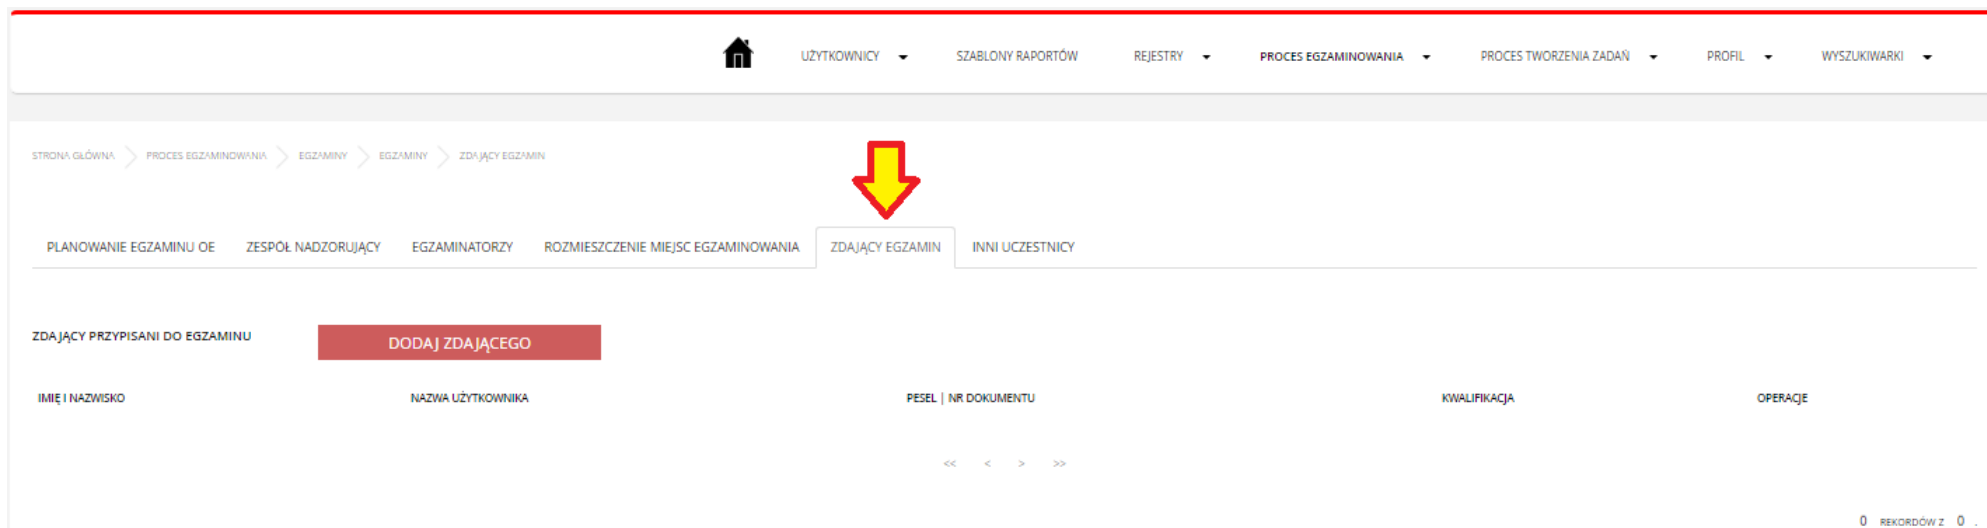 UŻYTKOWNICY SZABLONY RAPORTÓW REJESTRY PROCES EGZAMINOWANIA PROCES TWORZENIA ZADAŃ PROFIL WYSZUKIWARKI
STRONA GŁÓWNA PROCES EGZAMINOWANIA EGZAMINY EGZAMINY ZDAJĄCY EGZAMIN
PLANOWANIE EGZAMINU OE ZESPÓŁ NADZORUJĄCY EGZAMINATORZY ROZMIESZCZENIE MIEJSC EGZAMINOWANIA ZDAJĄCY EGZAMIN INNI UCZESTNICY
ZDAJĄCY PRZYPISANI DO EGZAMINU DODAJ ZDAJĄCEGO
IMIĘ I NAZWISKO NAZWA UŻYTKOWNIKA PESEL | NR DOKUMENTU KWALIFIKACJA OPERACJE
<< < > >>
0 REKORDÓW Z 0 .